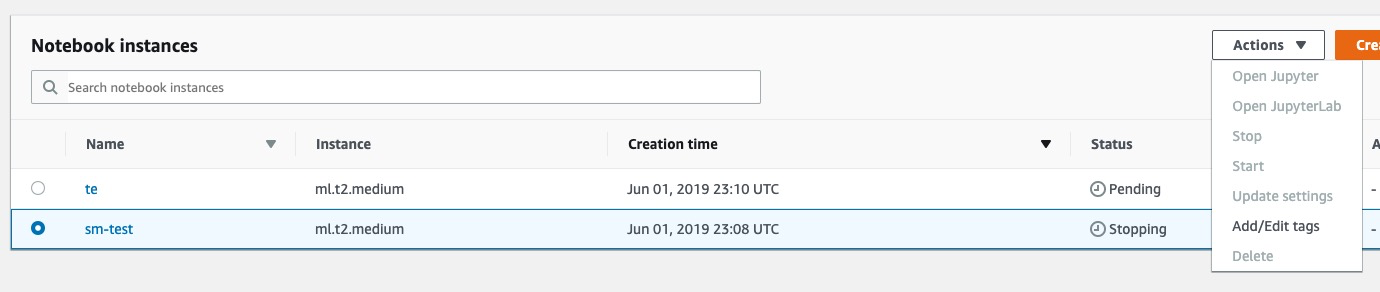 Notebook instances
Actions
Cre
Search notebook instances
Open Jupyter
Open JupyterLab
Stop
Start
Update settings
Add/Edit tags
Delete
Name Instance Creation time Status A
te ml.t2.medium Jun 01, 2019 23:10 UTC Pending -
sm-test ml.t2.medium Jun 01, 2019 23:08 UTC Stopping -